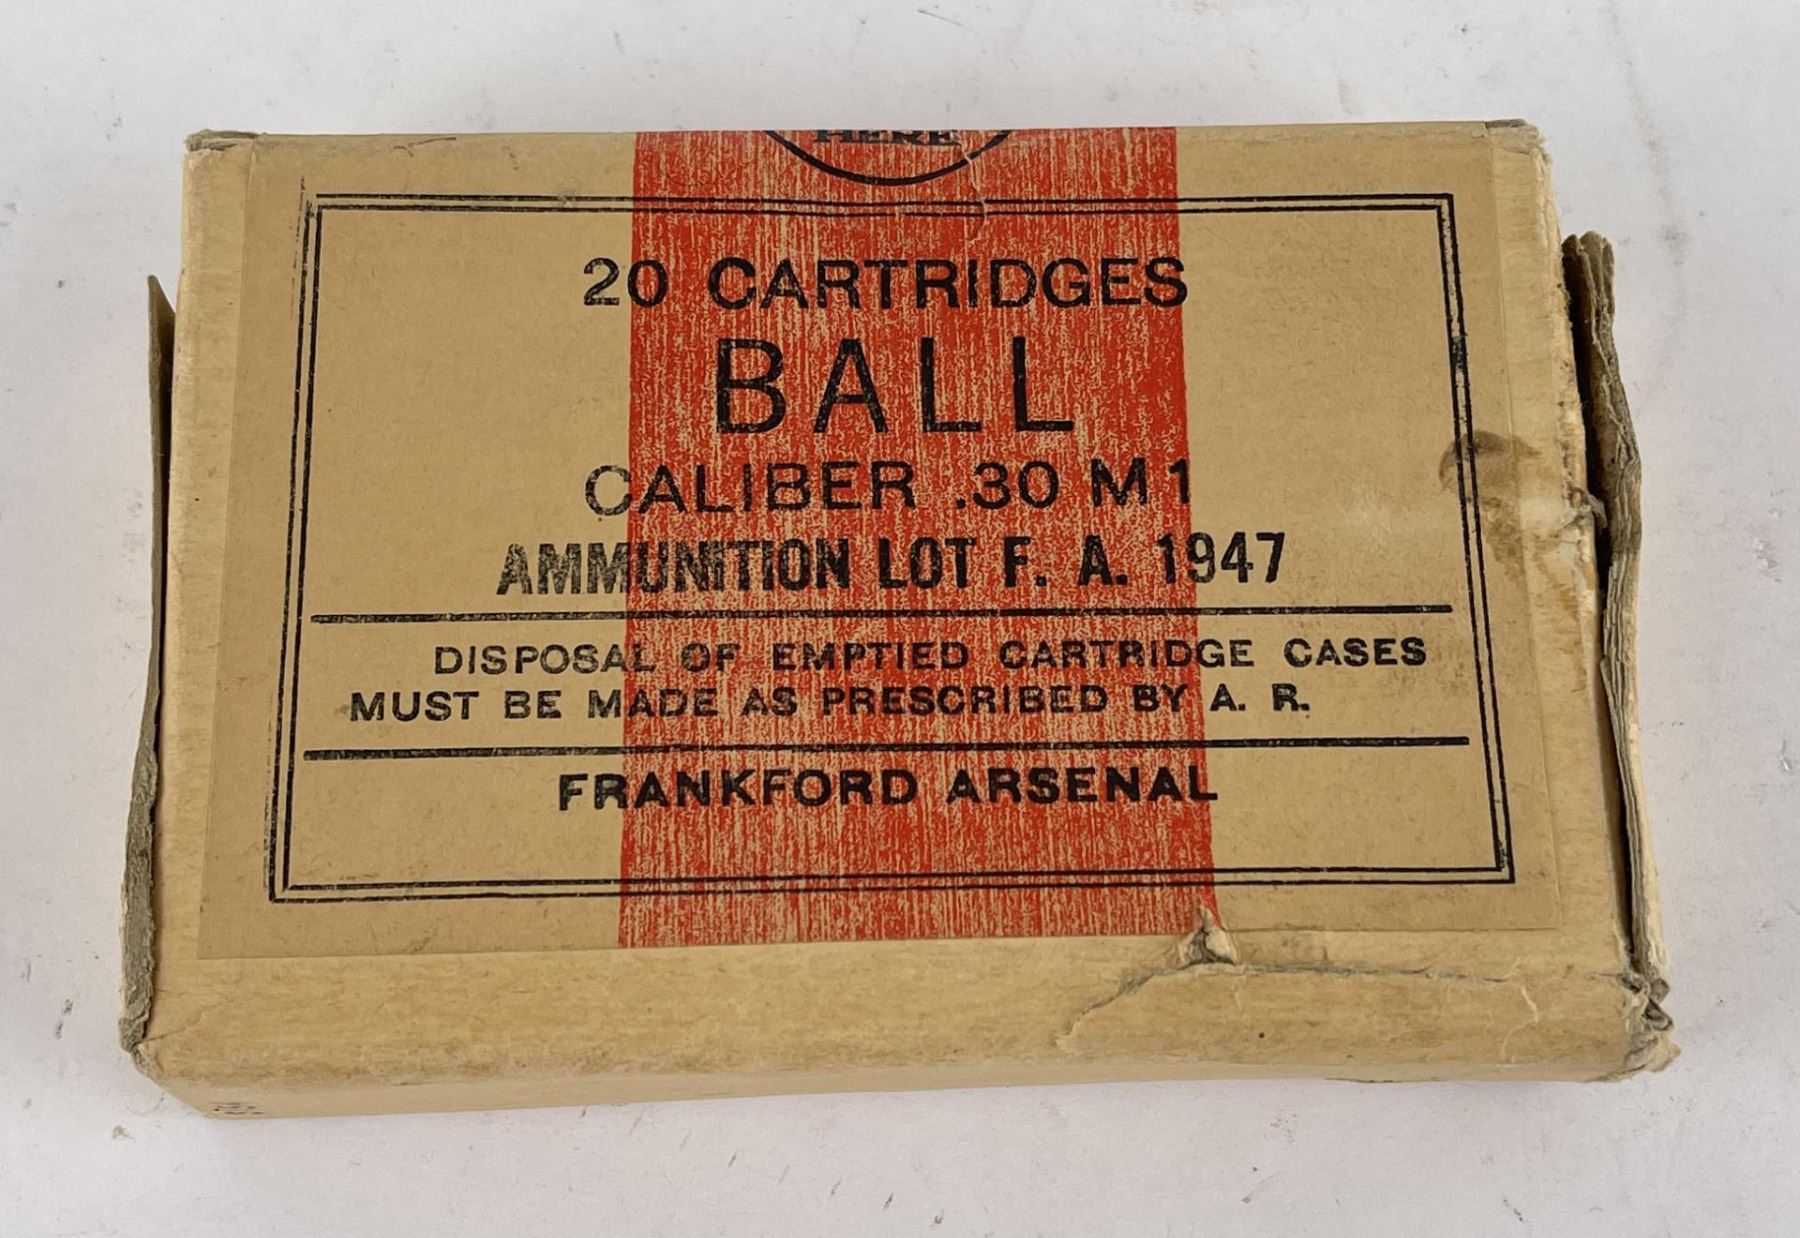 HERE
20 CARTRIDGES
BALL
CALIBER .30 M1
AMMUNITION LOT F. A. 1947
DISPOSAL OF EMPTIED CARTRIDGE CASES
MUST BE MADE AS PRESCRIBED BY A. R.
FRANKFORD ARSENAL